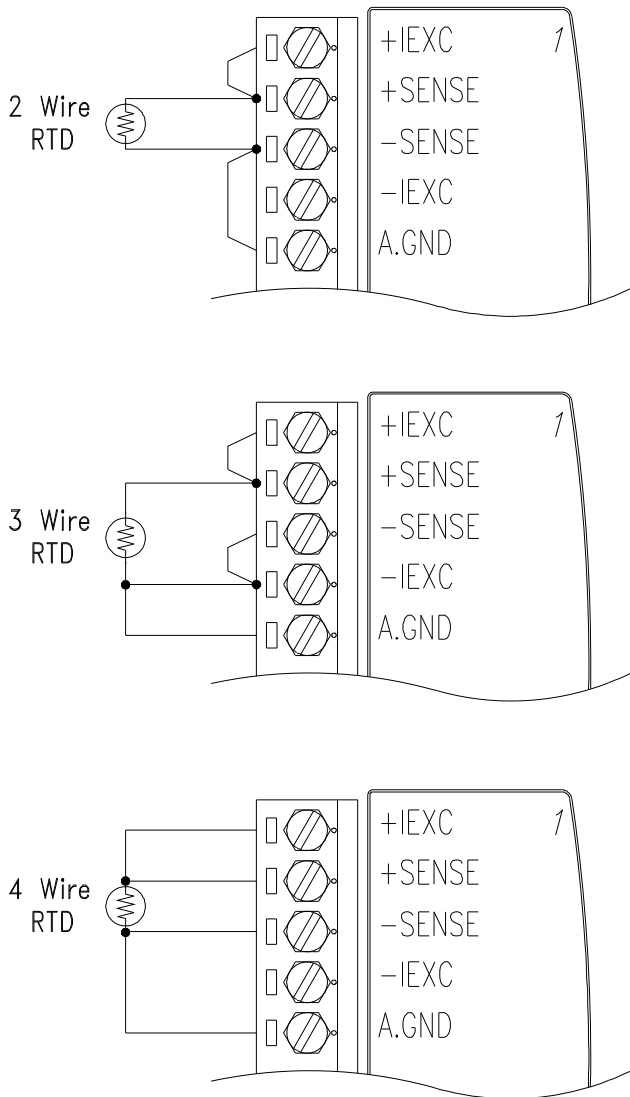 +IEXC 1
+SENSE
2 Wire
RTD
−SENSE
−IEXC
A.GND
+IEXC 1
+SENSE
3 Wire
RTD
−SENSE
−IEXC
A.GND
+IEXC 1
+SENSE
4 Wire
RTD
−SENSE
−IEXC
A.GND